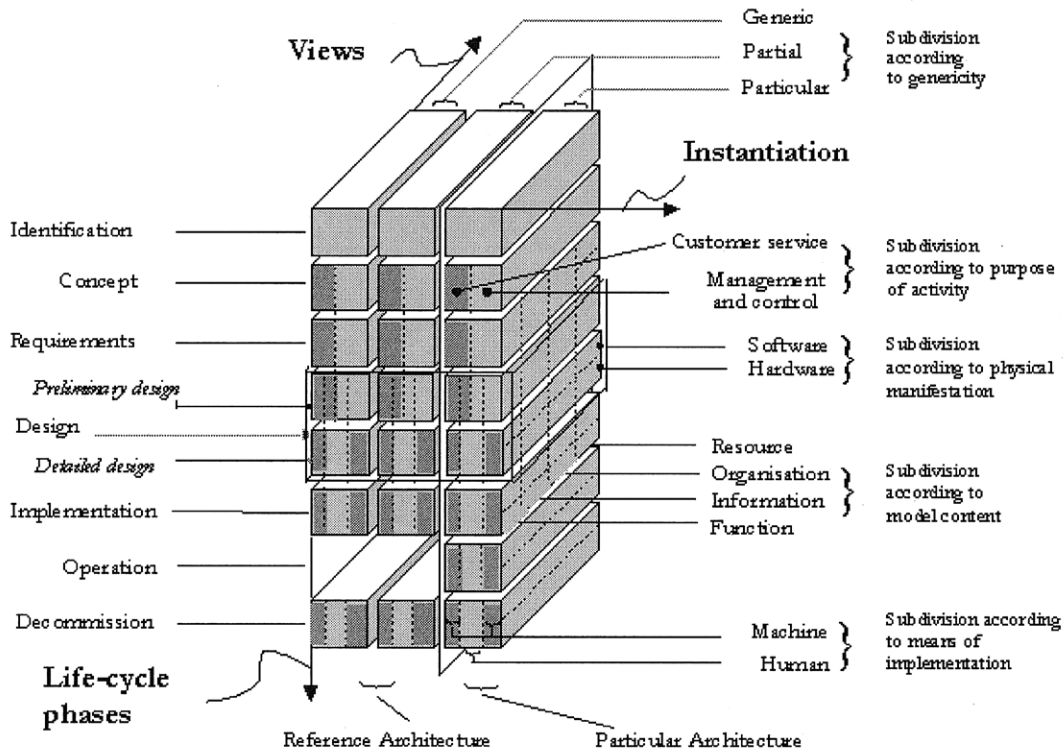 Generic
Views
Partial
Particular
Subdivision
according
to genericity
Instantiation
Identification
Concept
Requirements
Preliminary design
Design
Detailed design
Implementation
Operation
Decommission
Customer service
Management
and control
Subdivision
according to purpose
of activity
Software
Hardware
Subdivision
according to physical
manifestation
Resource
Organisation
Information
Function
Subdivision
according to
model content
Machine
Human
Subdivision according
to means of
implementation
Life-cycle
phases
Reference Architecture
Particular Architecture